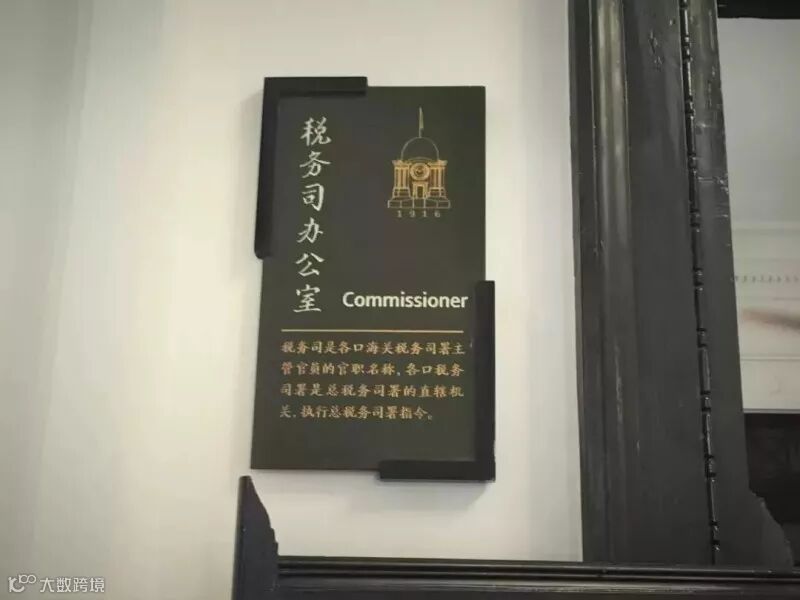 税务司办公室
1916
Commissioner
税务司是各口海关税务司署主
管官员的官职名称，各口税务
司署是总税务司署的直辖机
关，执行总税务司署指令。
大数跨境